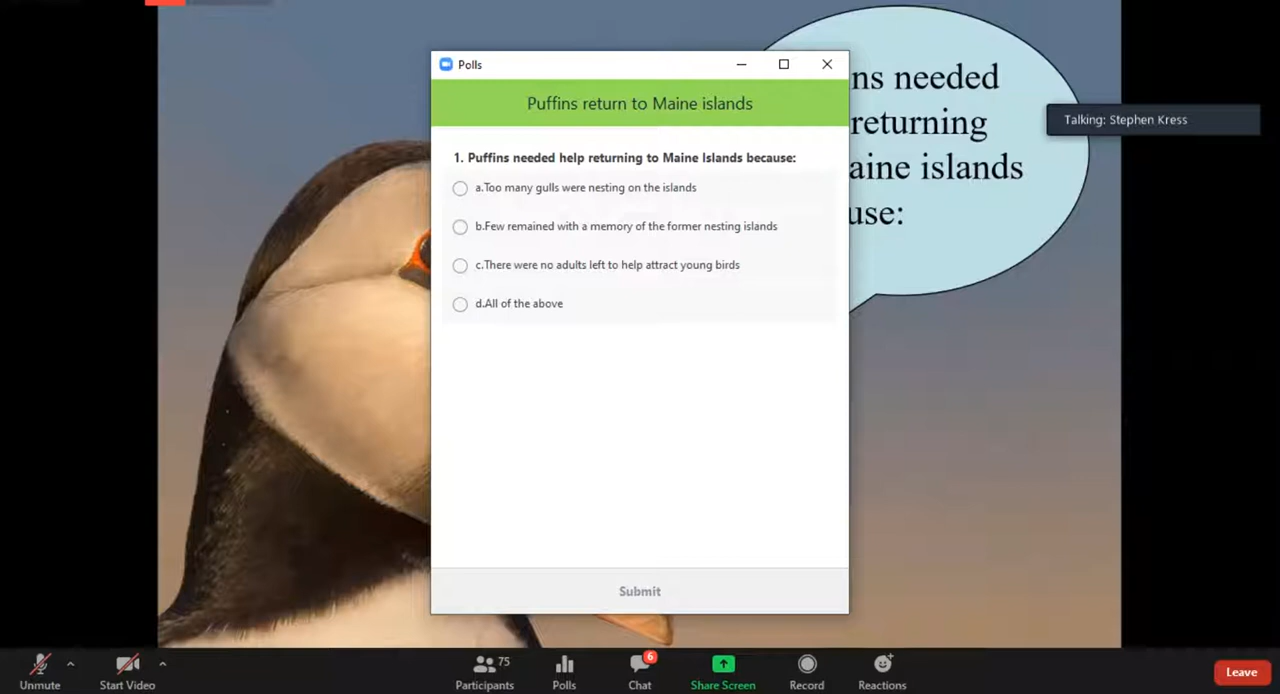 Polls
Puffins return to Maine islands
ns needed
returning
aine islands
use:
Talking: Stephen Kress
1. Puffins needed help returning to Maine Islands because:
a.Too many gulls were nesting on the islands
b.Few remained with a memory of the former nesting islands
c.There were no adults left to help attract young birds
d.All of the above
Submit
75
6
Unmute
Start Video
Participants
Polls
Chat
Share Screen
Record
Reactions
Leave